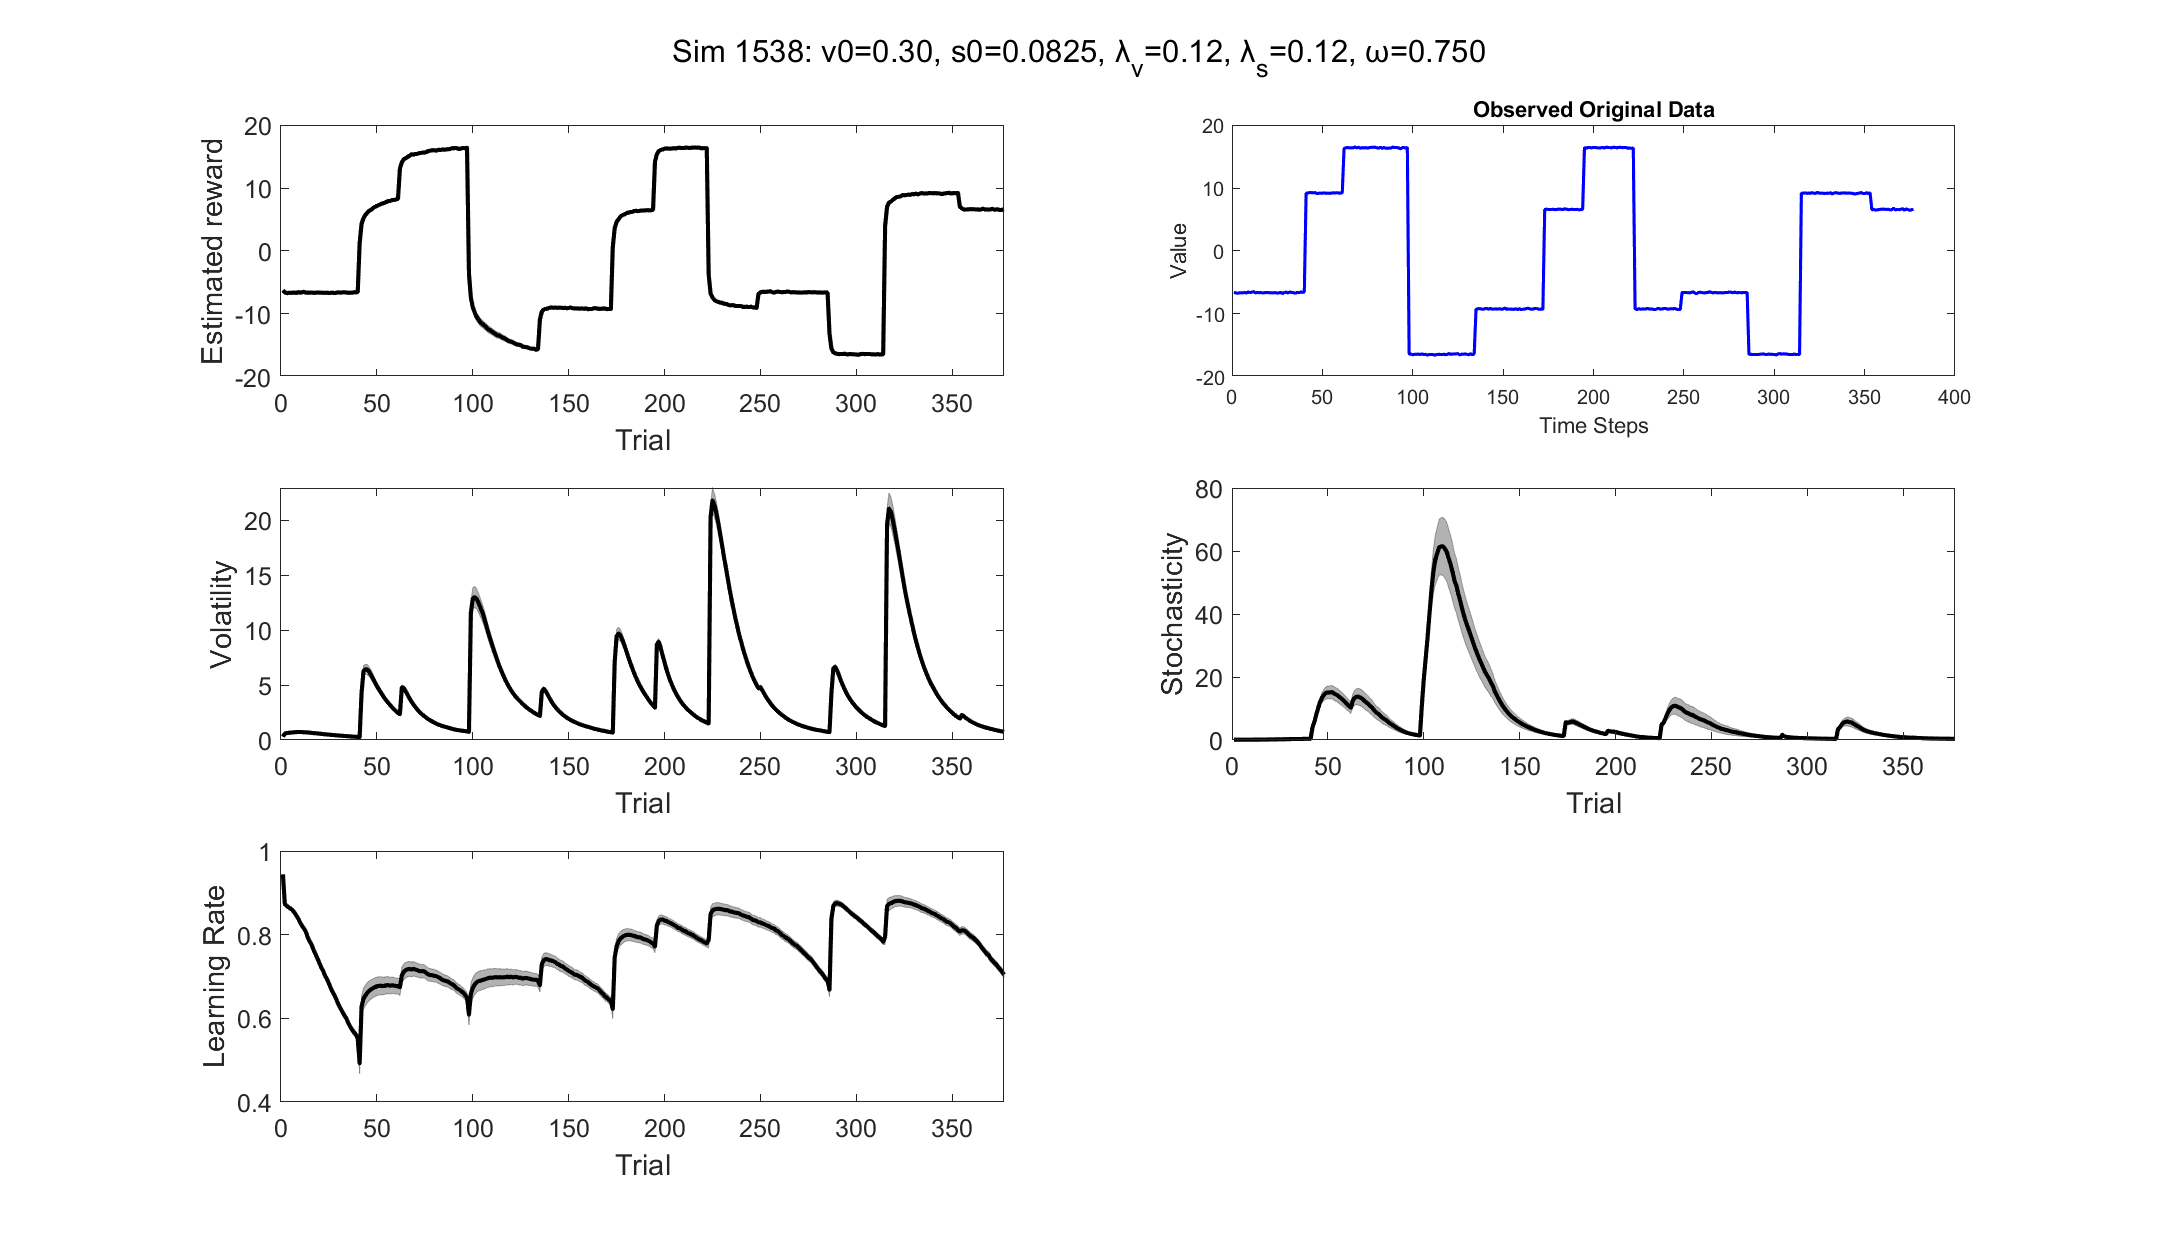 Sim 1538: v0=0.30, s0=0.0825, λv=0.12, λs=0.12, ω=0.750
20
10
0
-10
-20
Estimated reward
0 50 100 150 200 250 300 350
Trial
Observed Original Data
20
10
0
-10
-20
Value
0 50 100 150 200 250 300 350 400
Time Steps
20
15
10
5
0
Volatility
0 50 100 150 200 250 300 350
Trial
80
60
40
20
0
Stochasticity
0 50 100 150 200 250 300 350
Trial
1
0.8
0.6
0.4
Learning Rate
0 50 100 150 200 250 300 350
Trial